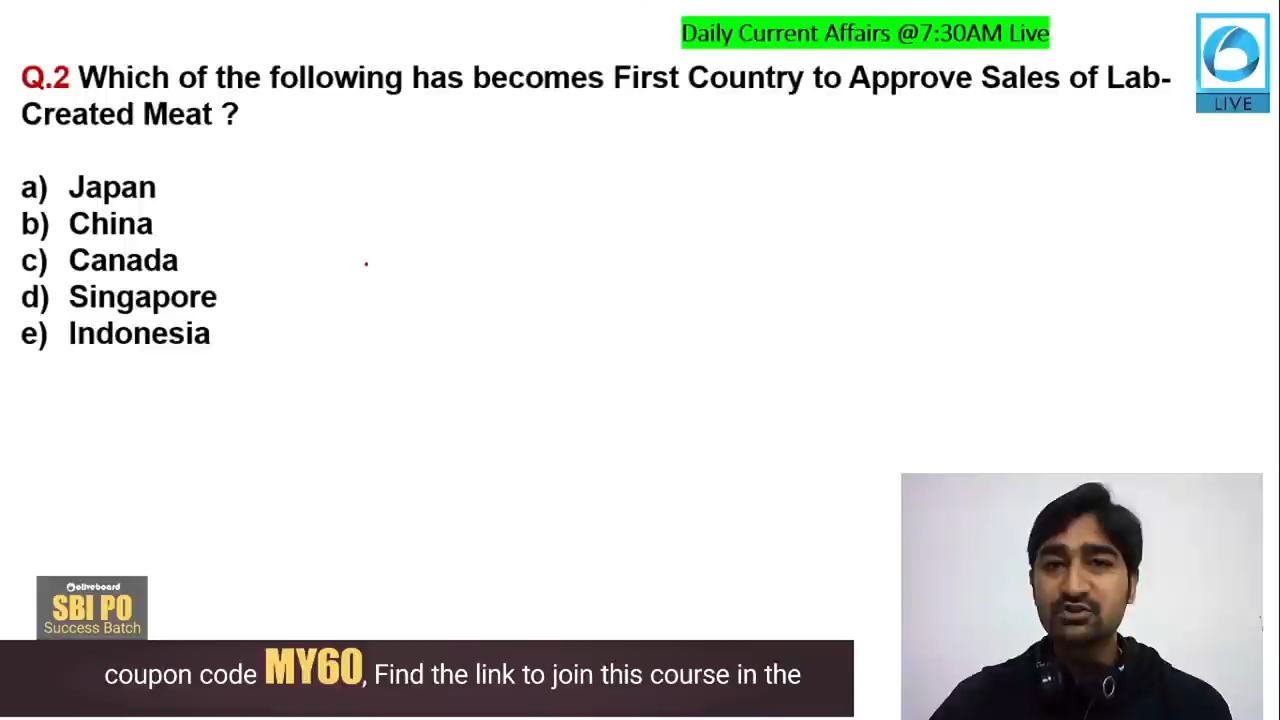 Daily Current Affairs @7:30AM Live
Q.2 Which of the following has becomes First Country to Approve Sales of Lab-
Created Meat ?
LIVE
a) Japan
b) China
c) Canada
d) Singapore
e) Indonesia
oliveboard
SBI PO
Success Batch
coupon code MY60, Find the link to join this course in the